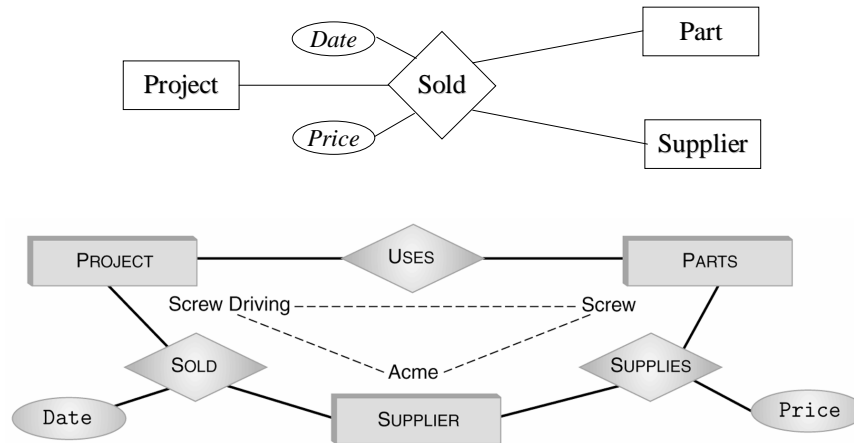 Date
Part
Project
Sold
Price
Supplier
PROJECT
USES
PARTS
Screw Driving
Screw
SOLD
Acme
SUPPLIES
Date
SUPPLIER
Price